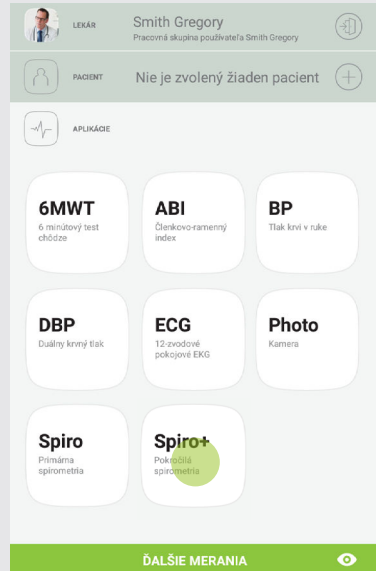 LEKÁR
Smith Gregory
Pracovná skupina používateľa Smith Gregory
PACIENT
Nie je zvolený žiaden pacient
APLIKÁCIE
6MWT
6 minútový test
chôdze
ABI
Členkovo-ramenný
index
BP
Tlak krvi v ruke
DBP
Duálny krvný tlak
ECG
12-zvodové
pokojové EKG
Photo
Kamera
Spiro
Primárna
spirometria
Spiro+
Pokročilá
spirometria
ĎALŠIE MERANIA